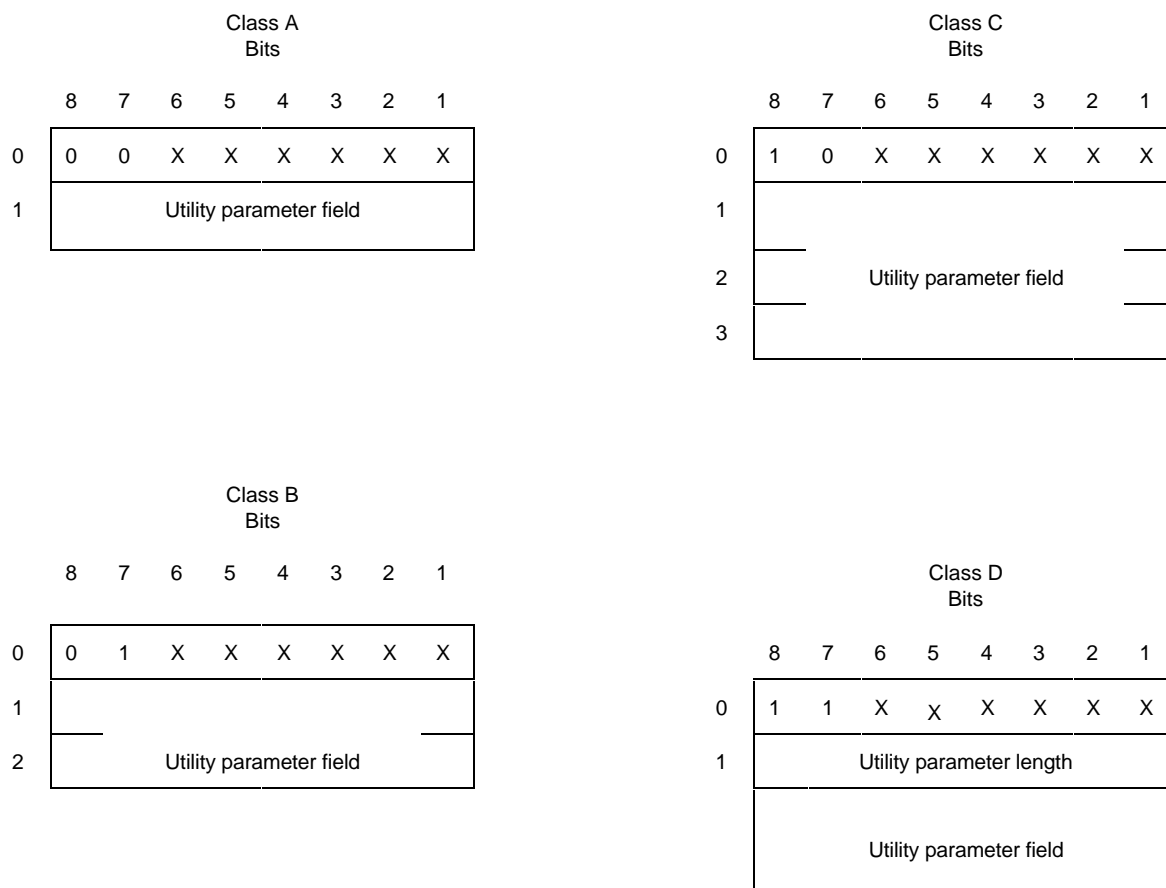 Class A
Bits
8 7 6 5 4 3 2 1
0 0 0 X X X X X X
1 Utility parameter field
Class C
Bits
8 7 6 5 4 3 2 1
0 1 0 X X X X X X
1
2 Utility parameter field
3
Class B
Bits
8 7 6 5 4 3 2 1
0 0 1 X X X X X X
1
2 Utility parameter field
Class D
Bits
8 7 6 5 4 3 2 1
0 1 1 X X X X X X
1 Utility parameter length
Utility parameter field